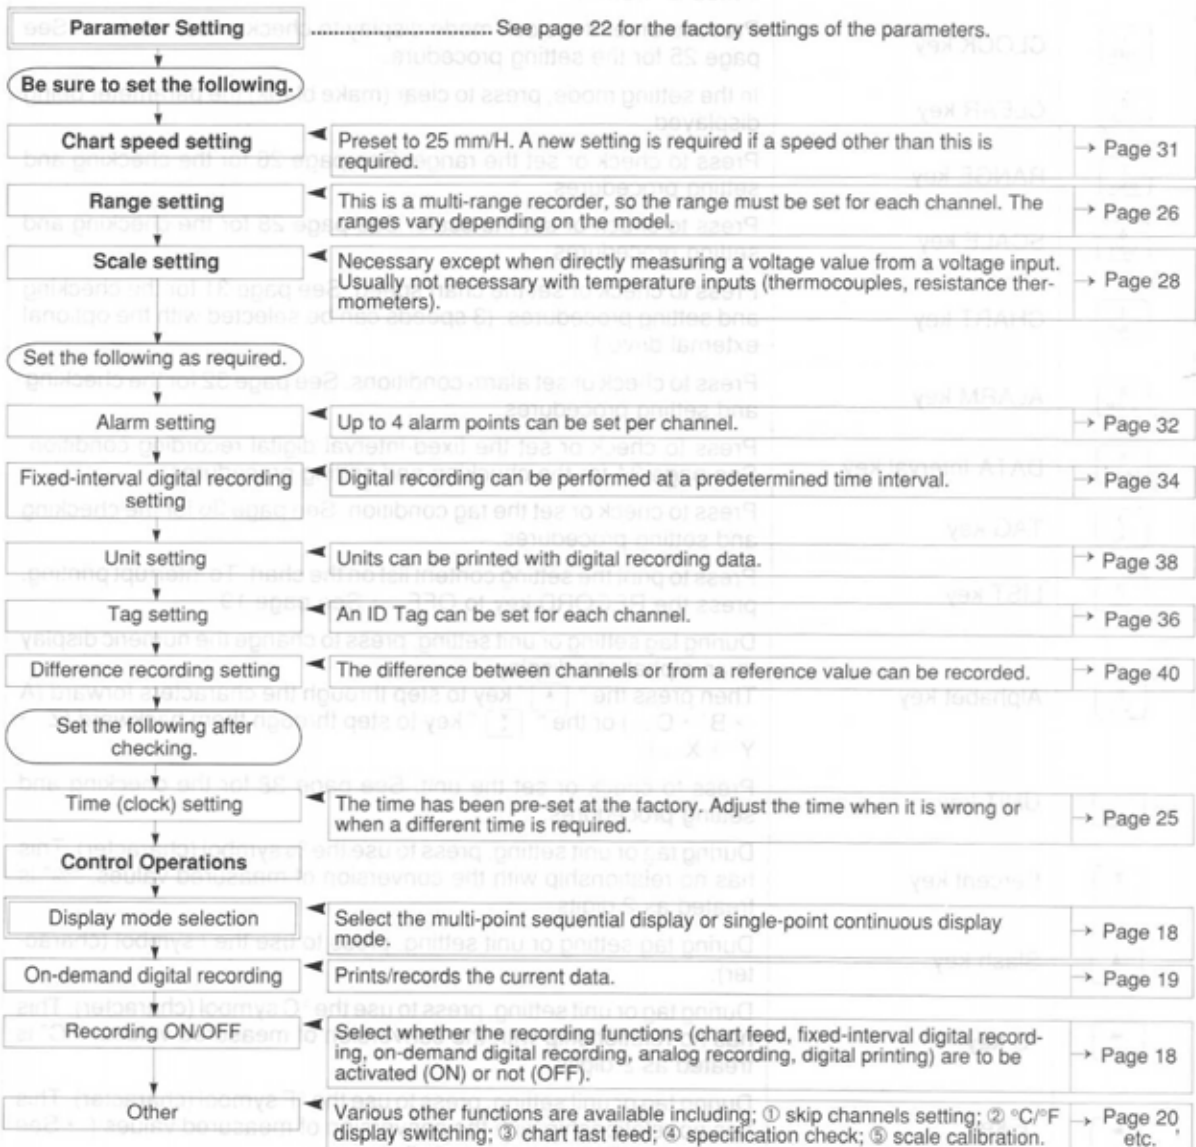 Parameter Setting ................................ See page 22 for the factory settings of the parameters.
Be sure to set the following.
Chart speed setting
Preset to 25 mm/H. A new setting is required if a speed other than this is
required.
→ Page 31
Range setting
This is a multi-range recorder, so the range must be set for each channel. The
ranges vary depending on the model.
→ Page 26
Scale setting
Necessary except when directly measuring a voltage value from a voltage input.
Usually not necessary with temperature inputs (thermocouples, resistance ther-
mometers).
→ Page 28
Set the following as required.
Alarm setting
Up to 4 alarm points can be set per channel.
→ Page 32
Fixed-interval digital recording
setting
Digital recording can be performed at a predetermined time interval.
→ Page 34
Unit setting
Units can be printed with digital recording data.
→ Page 38
Tag setting
An ID Tag can be set for each channel.
→ Page 36
Difference recording setting
The difference between channels or from a reference value can be recorded.
→ Page 40
Set the following after
checking.
Time (clock) setting
The time has been pre-set at the factory. Adjust the time when it is wrong or
when a different time is required.
→ Page 25
Control Operations
Display mode selection
Select the multi-point sequential display or single-point continuous display
mode.
→ Page 18
On-demand digital recording
Prints/records the current data.
→ Page 19
Recording ON/OFF
Select whether the recording functions (chart feed, fixed-interval digital record-
ing, on-demand digital recording, analog recording, digital printing) are to be
activated (ON) or not (OFF).
→ Page 18
Other
Various other functions are available including; ① skip channels setting; ② °C/°F
display switching; ③ chart fast feed; ④ specification check; ⑤ scale calibration.
→ Page 20,
etc.